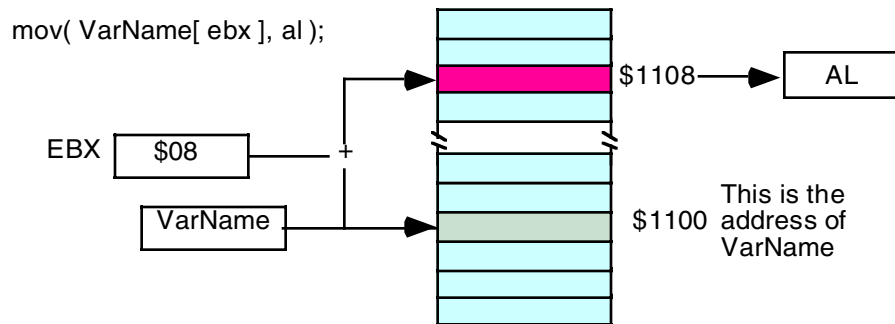 mov( VarName[ ebx ], al );
$1108
AL
EBX
$08
+
VarName
$1100
This is the
address of
VarName